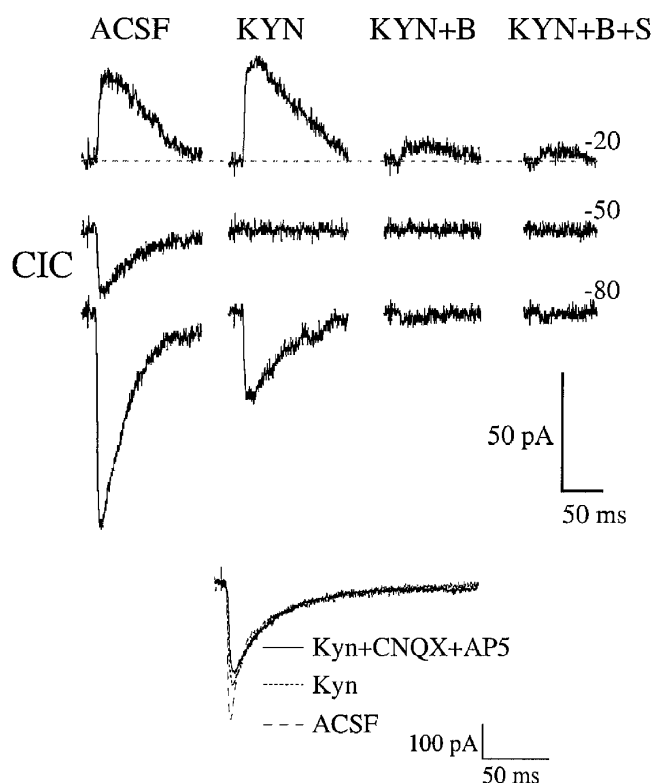 ACSF KYN KYN+B KYN+B+S
-20
-50
CIC
-80
50 pA
50 ms
Kyn+CNQX+AP5
Kyn
ACSF
100 pA
50 ms